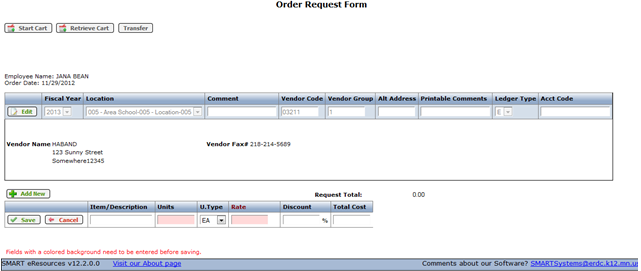 Order Request Form
Start Cart Retrieve Cart Transfer
Employee Name: JANA BEAN
Order Date: 11/29/2012
Fiscal Year Location Comment Vendor Code Vendor Group Alt Address Printable Comments Ledger Type Acct Code
Edit 2013 005 - Area School-005 - Location-005 03211 1 E
Vendor Name HABAND Vendor Fax# 218-214-5689
123 Sunny Street
Somewhere12345
Add New Request Total: 0.00
Item/Description Units U.Type Rate Discount Total Cost
Save Cancel EA %
Fields with a colored background need to be entered before saving.
SMART eResources v12.2.0.0 Visit our About page Comments about our Software? SMARTSystems@erdc.k12.mn.us